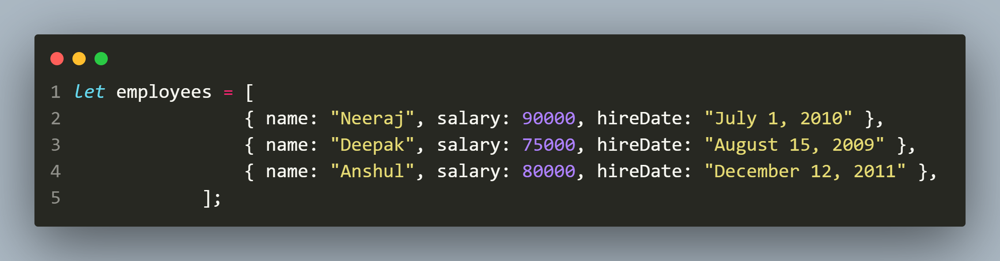 1 let employees = [
2 { name: "Neeraj", salary: 90000, hireDate: "July 1, 2010" },
3 { name: "Deepak", salary: 75000, hireDate: "August 15, 2009" },
4 { name: "Anshul", salary: 80000, hireDate: "December 12, 2011" },
5 ];